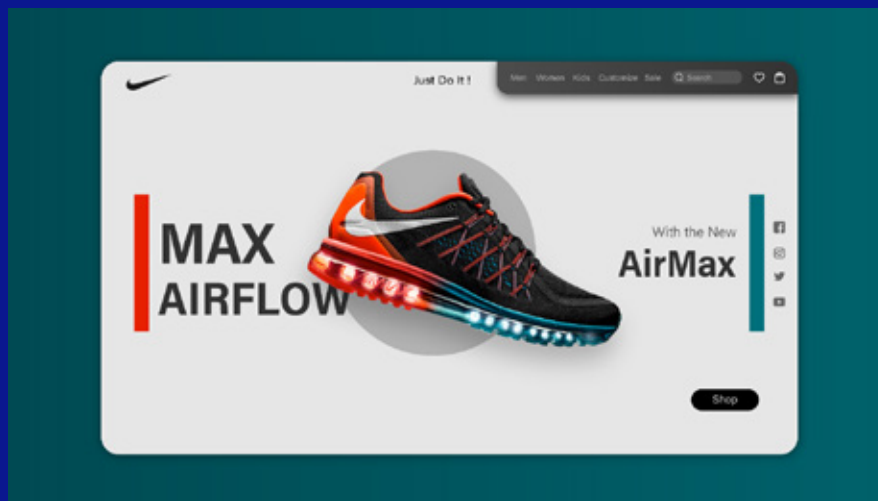 Just Do It !
Men Women Kids Customize Sale Search
MAX
AIRFLOW
With the New
AirMax
Shop